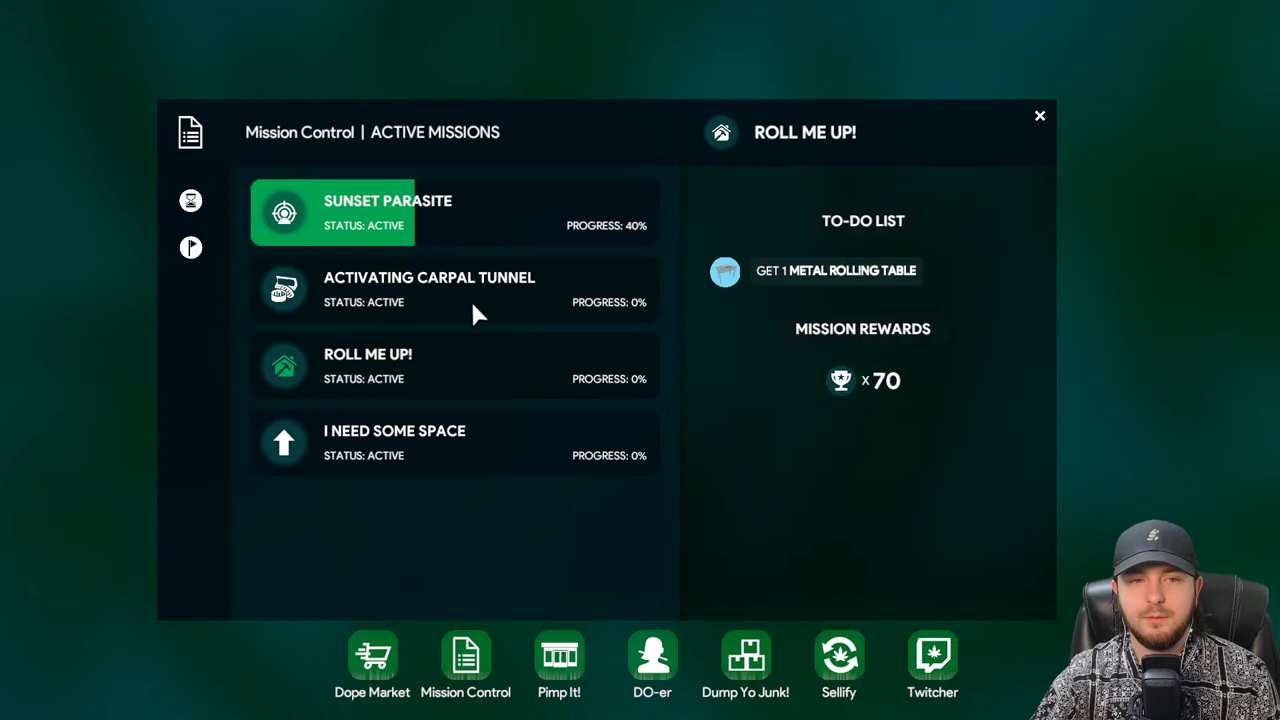 Mission Control | ACTIVE MISSIONS
SUNSET PARASITE
STATUS: ACTIVE
PROGRESS: 40%
ACTIVATING CARPAL TUNNEL
STATUS: ACTIVE
PROGRESS: 0%
ROLL ME UP!
STATUS: ACTIVE
PROGRESS: 0%
I NEED SOME SPACE
STATUS: ACTIVE
PROGRESS: 0%
ROLL ME UP!
TO-DO LIST
GET 1 METAL ROLLING TABLE
MISSION REWARDS
x 70
Dope Market
Mission Control
Pimp It!
DO-er
Dump Yo Junk!
Sellify
Twitcher